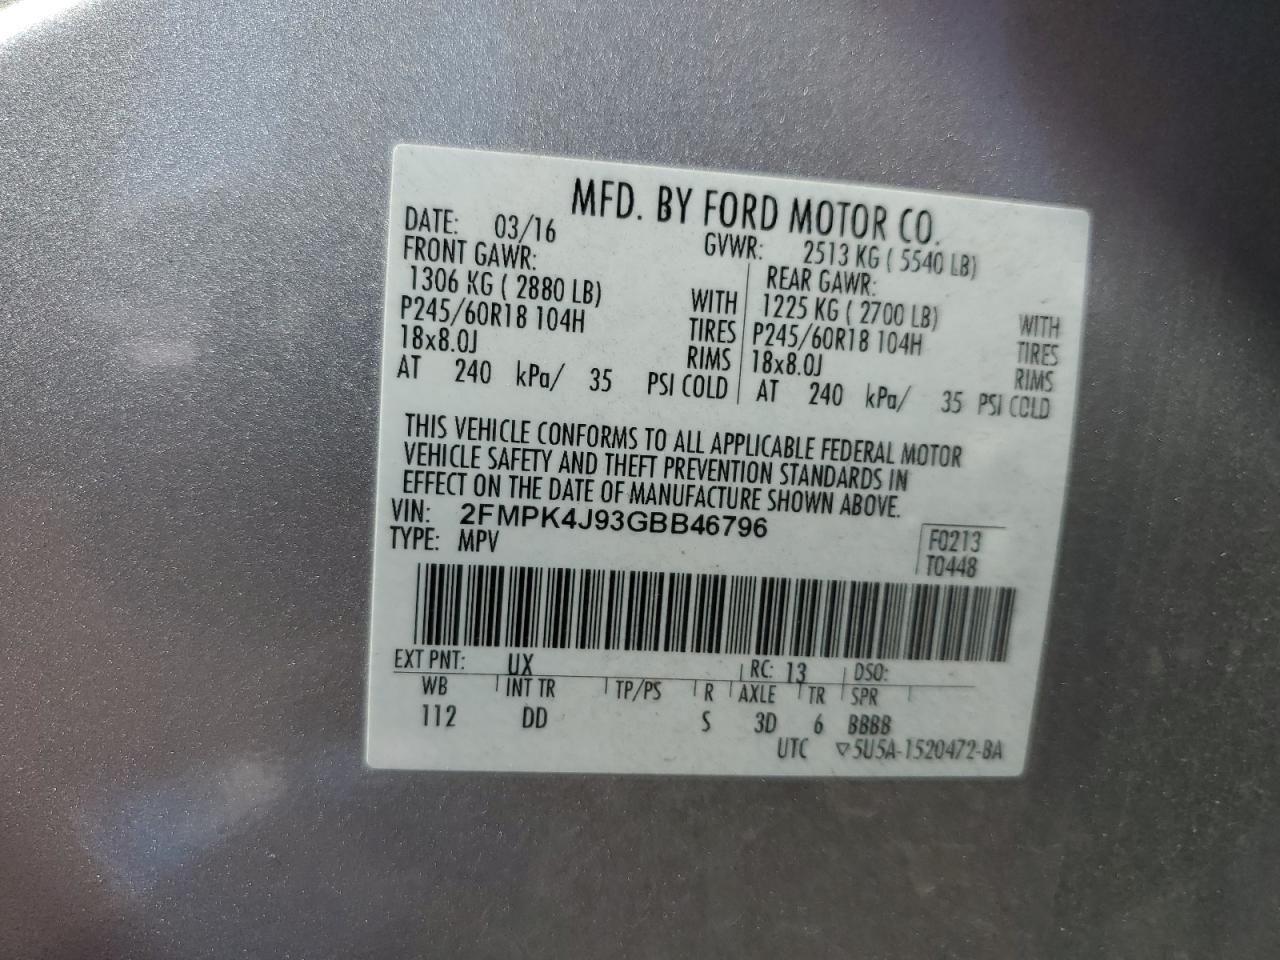 MFD. BY FORD MOTOR CO.
DATE: 03/16 GVWR: 2513 KG ( 5540 LB)
FRONT GAWR: REAR GAWR:
1306 KG ( 2880 LB) WITH 1225 KG ( 2700 LB) WITH
P245/60R18 104H TIRES P245/60R18 104H TIRES
18x8.0J RIMS 18x8.0J RIMS
AT 240 kPa/ 35 PSI COLD AT 240 kPa/ 35 PSI COLD
THIS VEHICLE CONFORMS TO ALL APPLICABLE FEDERAL MOTOR
VEHICLE SAFETY AND THEFT PREVENTION STANDARDS IN
EFFECT ON THE DATE OF MANUFACTURE SHOWN ABOVE.
VIN: 2FMPK4J93GBB46796
TYPE: MPV
F0213
T0448
EXT PNT: UX RC: 13 DSO:
WB INT TR TP/PS R AXLE TR SPR
112 DD S 3D 6 BBBB
UTC ▽5U5A-1520472-BA